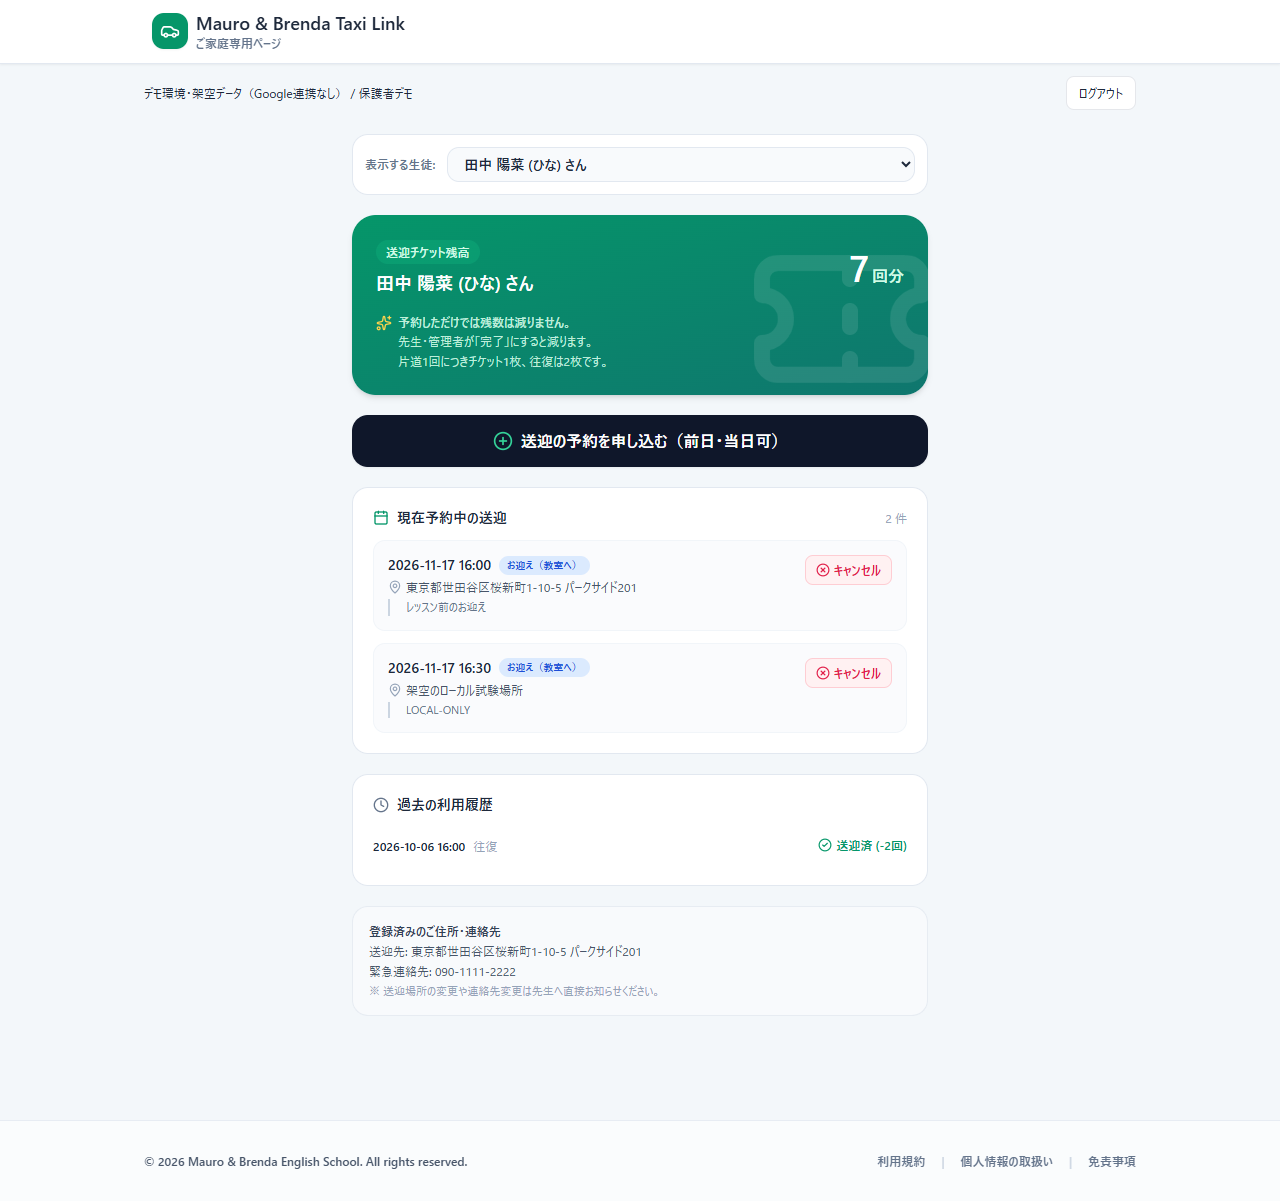 Mauro & Brenda Taxi Link
ご家庭専用ページ
デモ環境・架空データ（Google連携なし） / 保護者デモ
ログアウト
表示する生徒:
田中 陽菜 (ひな) さん
送迎チケット残高
田中 陽菜 (ひな) さん
7 回分
予約しただけでは残数は減りません。
先生・管理者が「完了」にすると減ります。
片道1回につきチケット1枚、往復は2枚です。
送迎の予約を申し込む（前日・当日可）
現在予約中の送迎
2 件
2026-11-17 16:00 お迎え（教室へ）
キャンセル
東京都世田谷区桜新町1-10-5 パークサイド201
レッスン前のお迎え
2026-11-17 16:30 お迎え（教室へ）
キャンセル
架空のローカル試験場所
LOCAL-ONLY
過去の利用履歴
2026-10-06 16:00 往復
送迎済 (-2回)
登録済みのご住所・連絡先
送迎先: 東京都世田谷区桜新町1-10-5 パークサイド201
緊急連絡先: 090-1111-2222
※ 送迎場所の変更や連絡先変更は先生へ直接お知らせください。
© 2026 Mauro & Brenda English School. All rights reserved.
利用規約 | 個人情報の取扱い | 免責事項